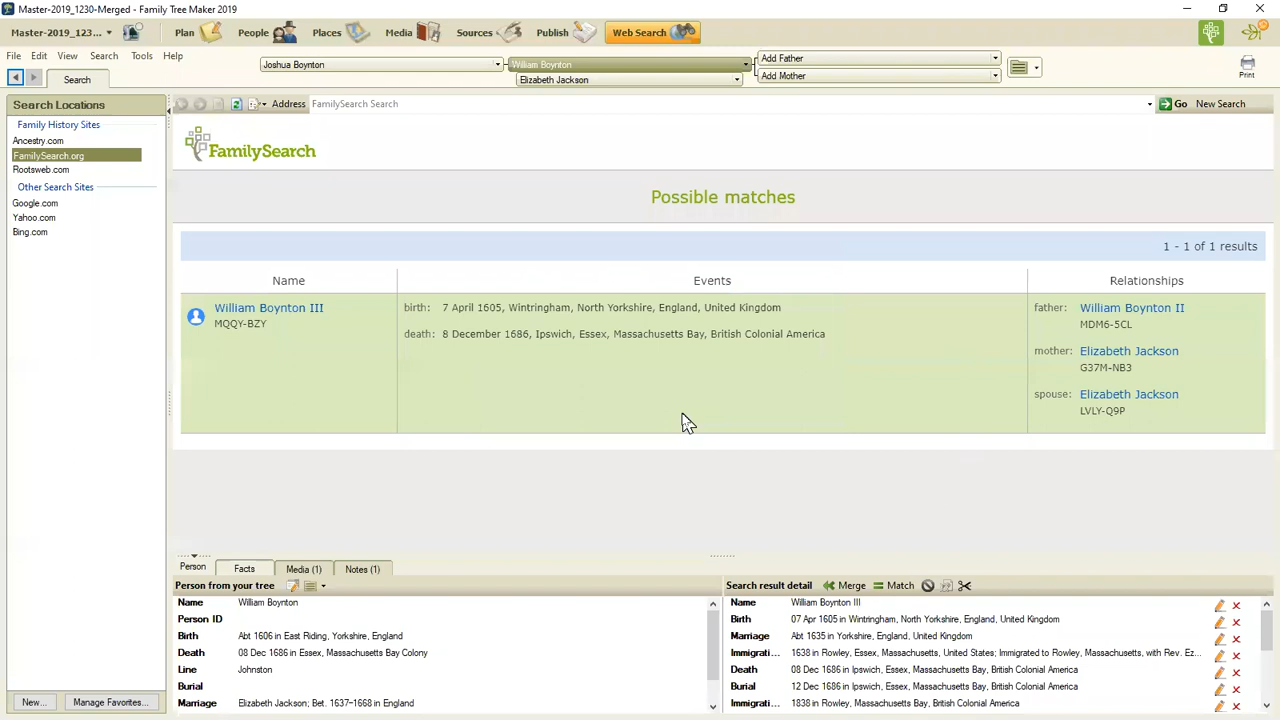 Master-2019_1230-Merged - Family Tree Maker 2019
Master-2019_123... Plan People Places Media Sources Publish Web Search
File Edit View Search Tools Help
Joshua Boynton William Boynton Add Father
Elizabeth Jackson Add Mother
Search Print
Search Locations
Family History Sites
Ancestry.com
FamilySearch.org
Rootsweb.com
Other Search Sites
Google.com
Yahoo.com
Bing.com
New... Manage Favorites...
Address FamilySearch Search Go New Search
FamilySearch
Possible matches
1 - 1 of 1 results
Name Events Relationships
William Boynton III
MQQY-BZY
birth: 7 April 1605, Wintringham, North Yorkshire, England, United Kingdom
death: 8 December 1686, Ipswich, Essex, Massachusetts Bay, British Colonial America
father: William Boynton II
MDM6-5CL
mother: Elizabeth Jackson
G37M-NB3
spouse: Elizabeth Jackson
LVLY-Q9P
Person Facts Media (1) Notes (1)
Person from your tree
Name William Boynton
Person ID
Birth Abt 1606 in East Riding, Yorkshire, England
Death 08 Dec 1686 in Essex, Massachusetts Bay Colony
Line Johnston
Burial
Marriage Elizabeth Jackson; Bet. 1637–1668 in England
Search result detail Merge Match
Name William Boynton III
Birth 07 Apr 1605 in Wintringham, North Yorkshire, England, United Kingdom
Marriage Abt 1635 in Yorkshire, England, United Kingdom
Immigrati... 1638 in Rowley, Essex, Massachusetts, United States; Immigrated to Rowley, Massachusetts, with Rev. Ez...
Death 08 Dec 1686 in Ipswich, Essex, Massachusetts Bay, British Colonial America
Burial 12 Dec 1686 in Ipswich, Essex, Massachusetts Bay, British Colonial America
Immigrati... 1838 in Rowley, Essex, Massachusetts Bay, British Colonial America